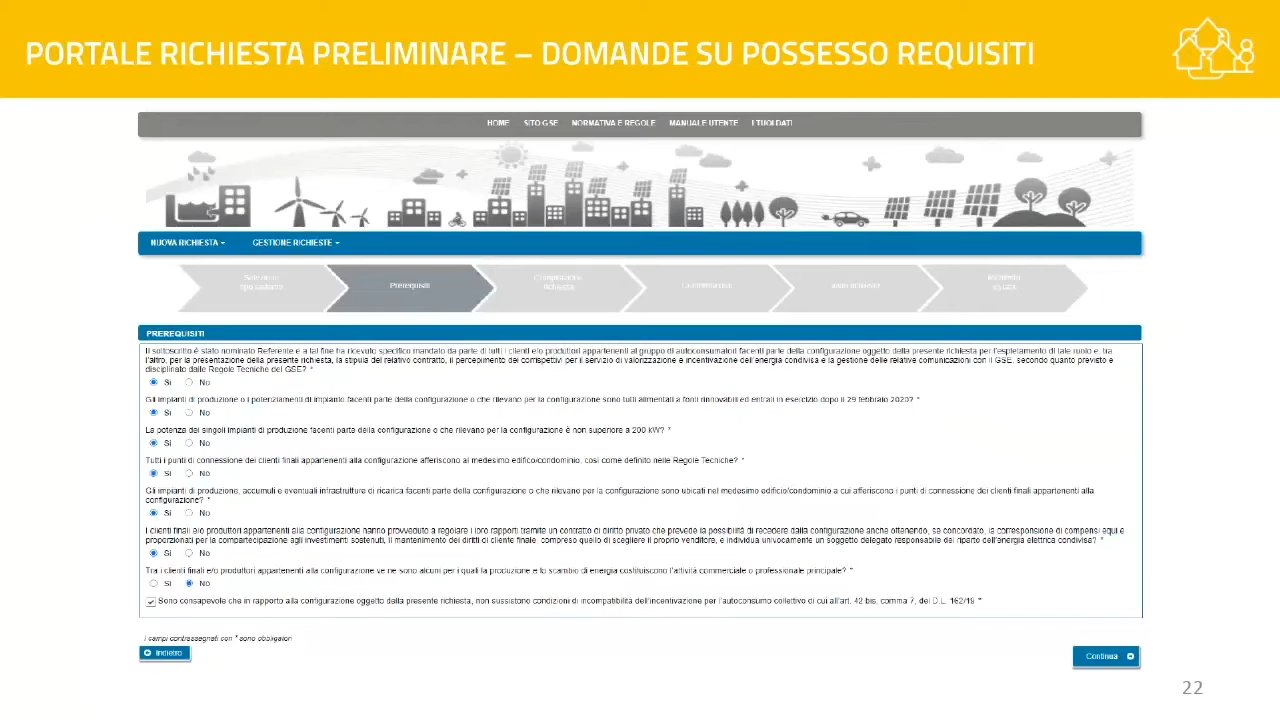 PORTALE RICHIESTA PRELIMINARE – DOMANDE SU POSSESSO REQUISITI
HOME SITO GSE NORMATIVA E REGOLE MANUALE UTENTE I TUOI DATI
NUOVA RICHIESTA GESTIONE RICHIESTE
Prerequisiti
PREREQUISITI
Il sottoscritto è stato nominato Referente e a tal fine ha ricevuto specifico mandato da parte di tutti i clienti e/o produttori appartenenti al gruppo di autoconsumatori facenti parte della configurazione oggetto della presente richiesta per l'espletamento di tale ruolo e, tra
l'altro, per la presentazione della presente richiesta, la stipula del relativo contratto, il percepimento dei corrispettivi per il servizio di valorizzazione e incentivazione dell'energia condivisa e la gestione delle relative comunicazioni con il GSE, secondo quanto previsto e
disciplinato dalle Regole Tecniche del GSE? *
Si No
Gli impianti di produzione o i potenziamenti di impianto facenti parte della configurazione o che rilevano per la configurazione sono tutti alimentati a fonti rinnovabili ed entrati in esercizio dopo il 29 febbraio 2020? *
Si No
La potenza dei singoli impianti di produzione facenti parte della configurazione o che rilevano per la configurazione è non superiore a 200 kW? *
Si No
Tutti i punti di connessione dei clienti finali appartenenti alla configurazione afferiscono al medesimo edificio/condominio, così come definito nelle Regole Tecniche? *
Si No
Gli impianti di produzione, accumuli e eventuali infrastrutture di ricarica facenti parte della configurazione o che rilevano per la configurazione sono ubicati nel medesimo edificio/condominio a cui afferiscono i punti di connessione dei clienti finali appartenenti alla
configurazione? *
Si No
I clienti finali e/o produttori appartenenti alla configurazione hanno provveduto a regolare i loro rapporti tramite un contratto di diritto privato che prevede la possibilità di recedere dalla configurazione anche ottenendo, se concordato, la corresponsione di compensi equi e
proporzionati per la compartecipazione agli investimenti sostenuti, il mantenimento dei diritti di cliente finale, compreso quello di scegliere il proprio venditore, e individua univocamente un soggetto delegato responsabile del riparto dell'energia elettrica condivisa? *
Si No
Tra i clienti finali e/o produttori appartenenti alla configurazione ve ne sono alcuni per i quali la produzione e lo scambio di energia costituiscono l'attività commerciale o professionale principale? *
Si No
Sono consapevole che in rapporto alla configurazione oggetto della presente richiesta, non sussistono condizioni di incompatibilità dell'incentivazione per l'autoconsumo collettivo di cui all'art. 42 bis, comma 7, del D.L. 162/19 *
I campi contrassegnati con * sono obbligatori
Indietro
Continua
22